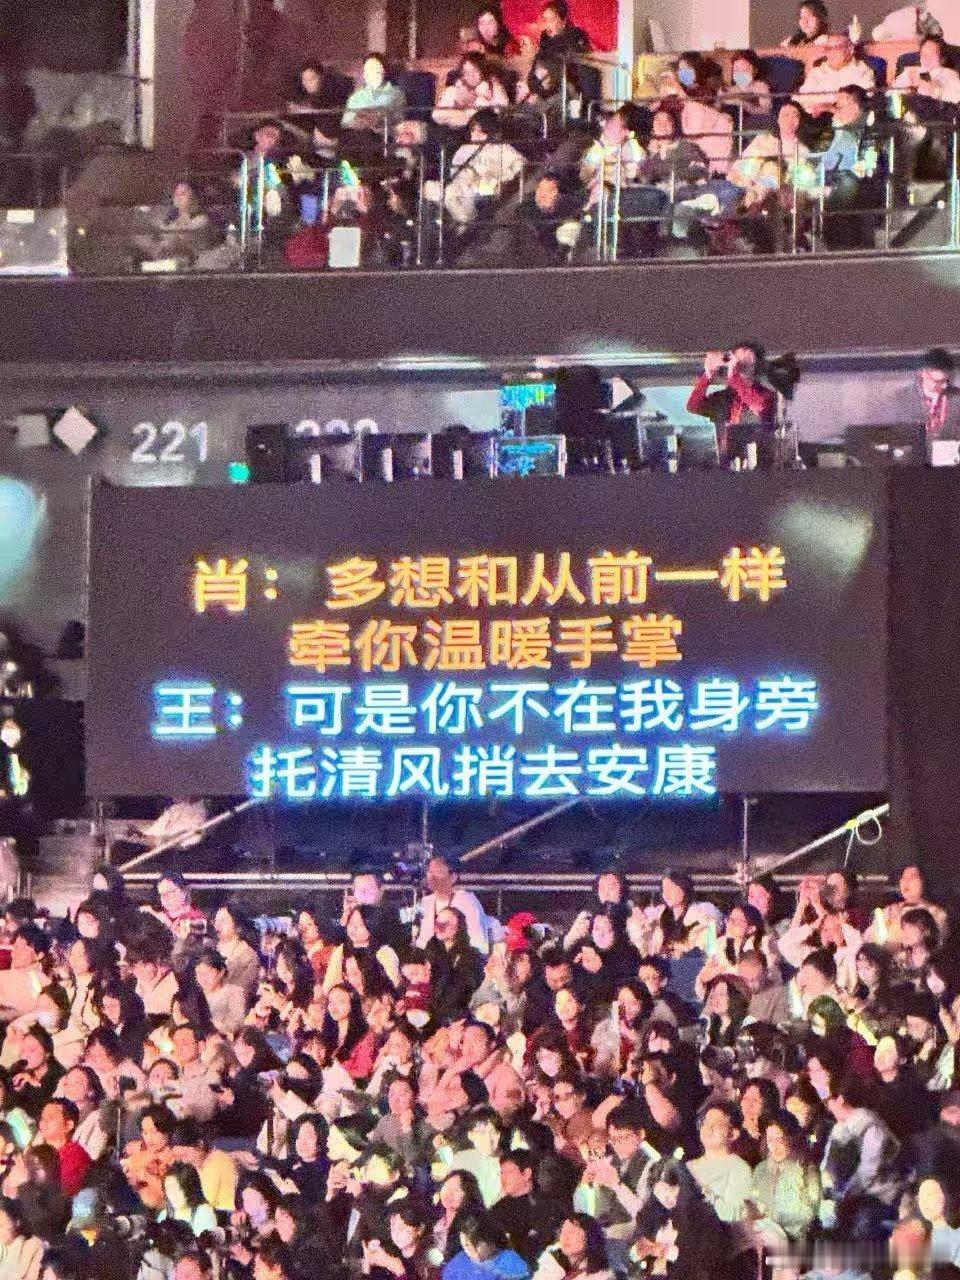 221
肖：多想和从前一样
牵你温暖手掌
王：可是你不在我身旁
托清风捎去安康